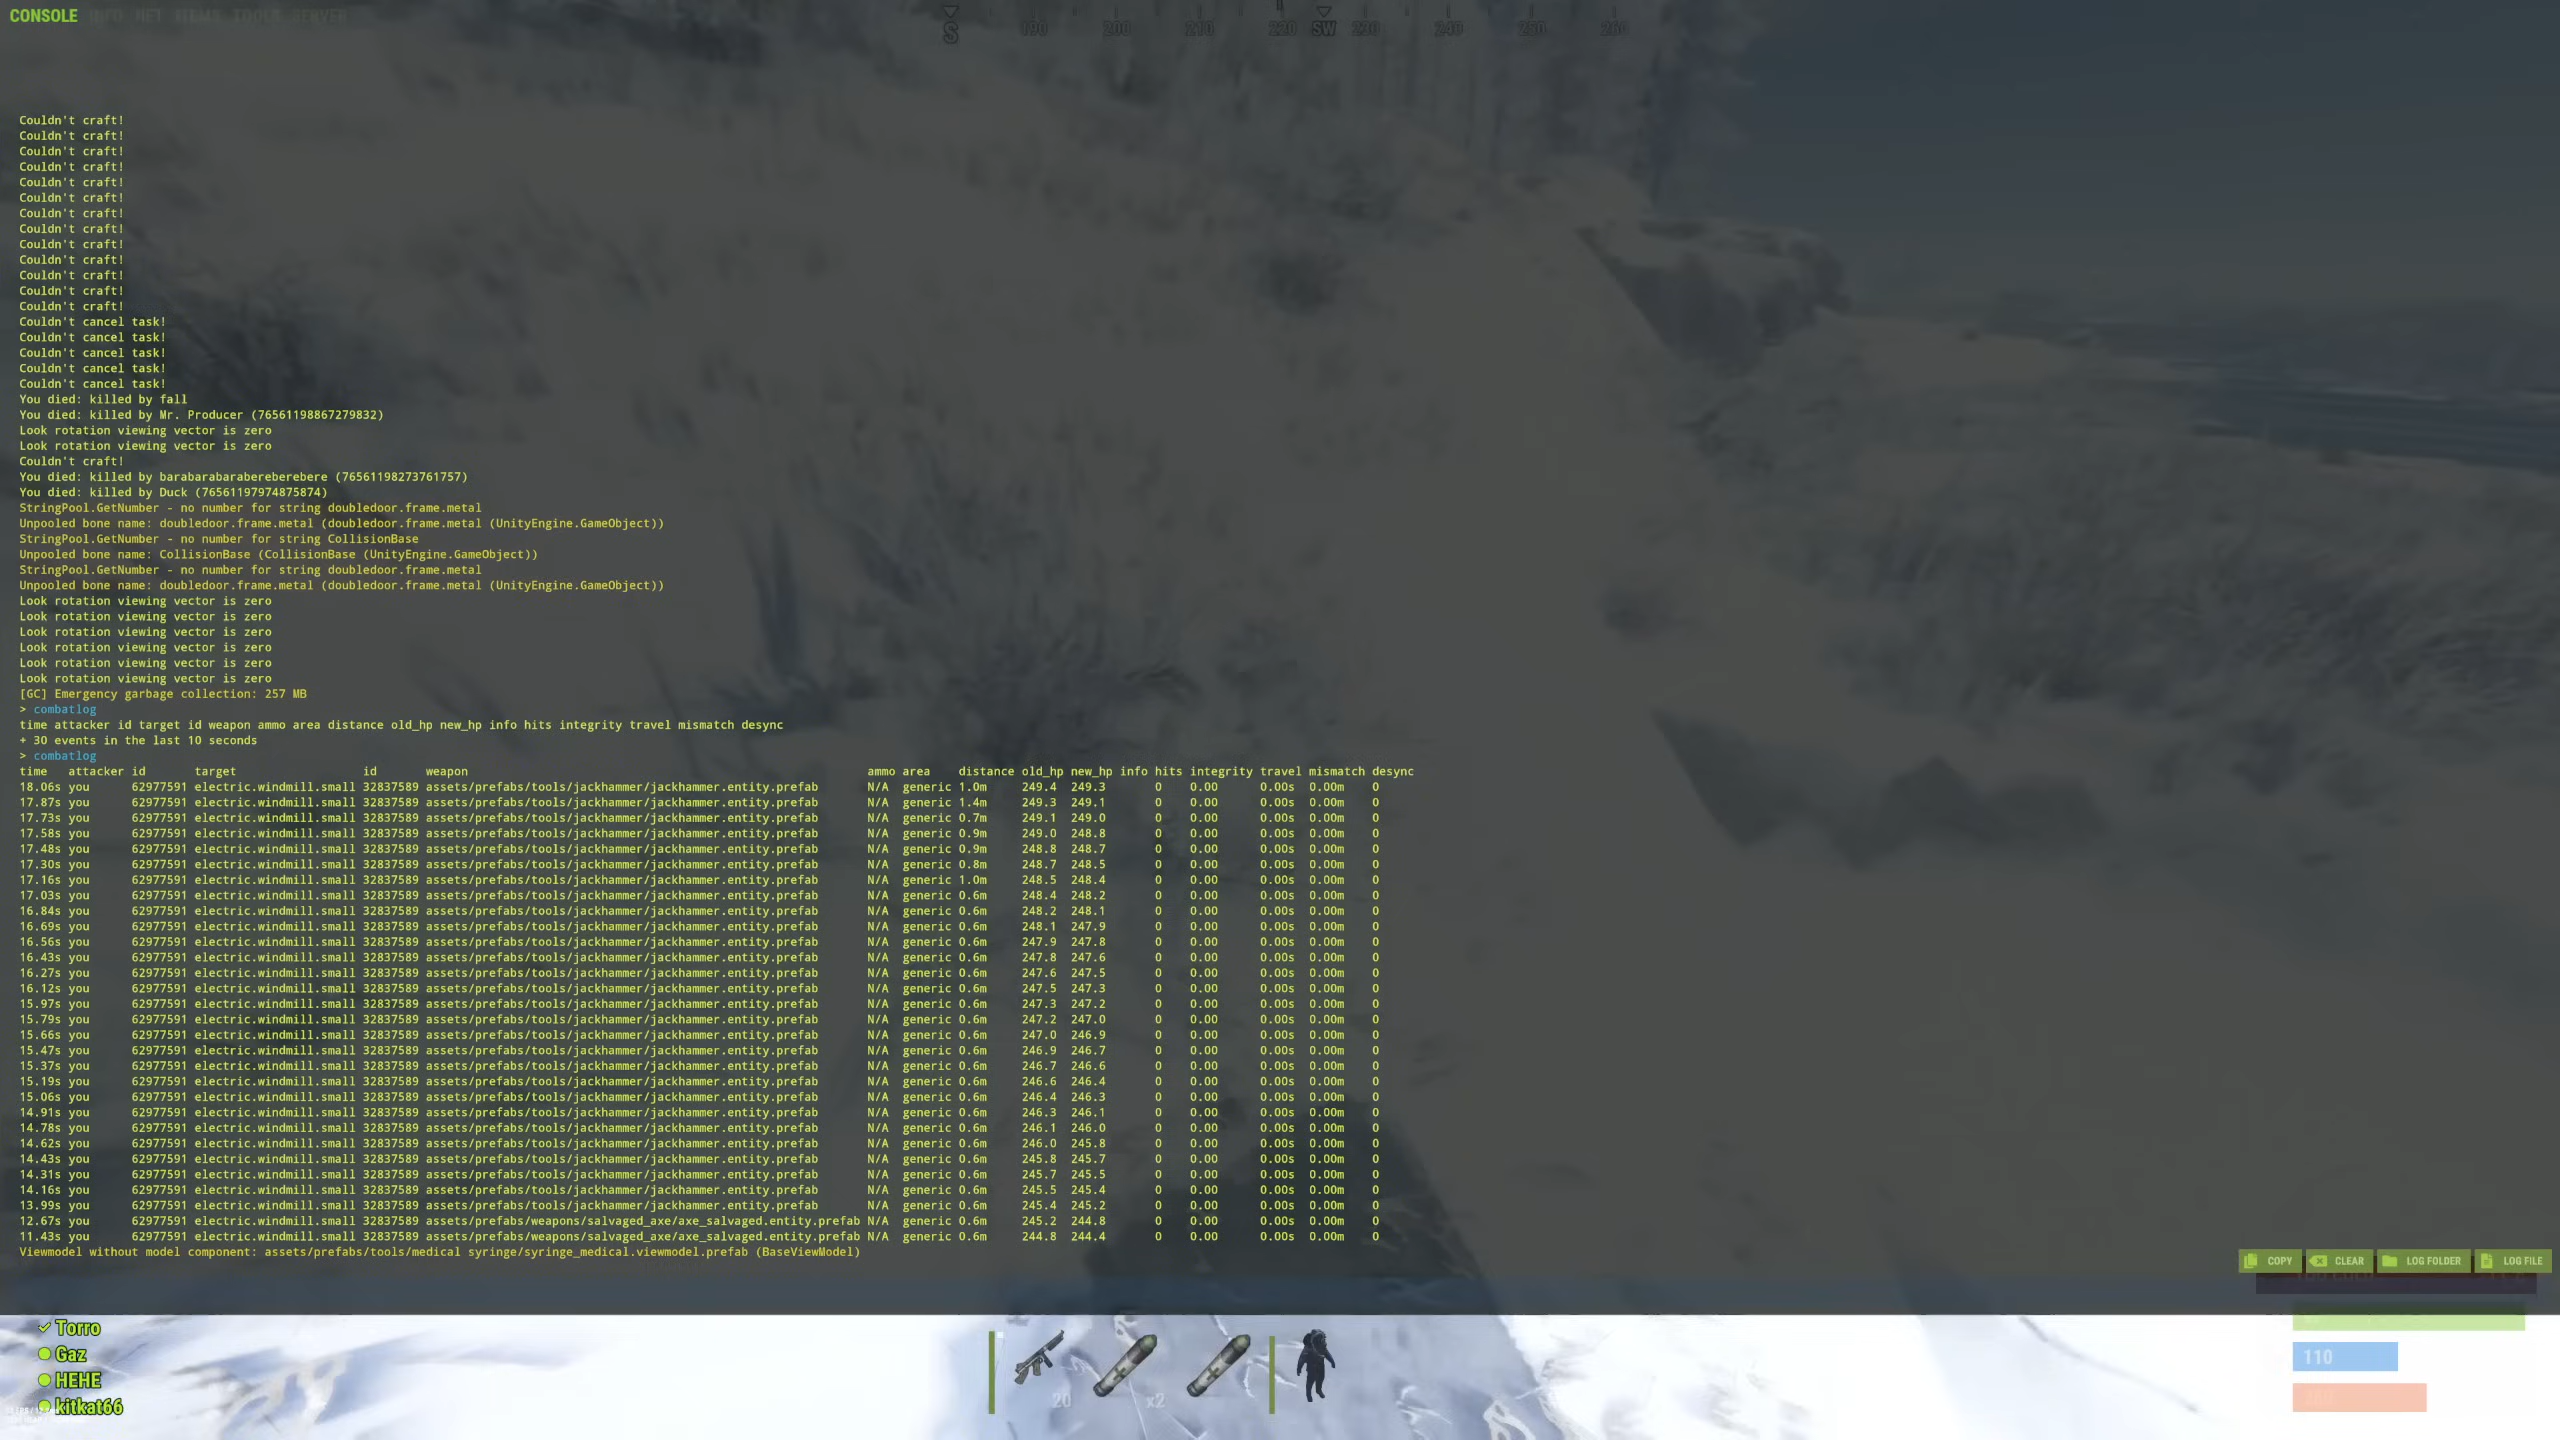 CONSOLE INFO NET ITEMS TOOLS SERVER
S 190 200 210 220 SW 230 240 250 260
Couldn't craft!
Couldn't craft!
Couldn't craft!
Couldn't craft!
Couldn't craft!
Couldn't craft!
Couldn't craft!
Couldn't craft!
Couldn't craft!
Couldn't craft!
Couldn't craft!
Couldn't craft!
Couldn't craft!
Couldn't cancel task!
Couldn't cancel task!
Couldn't cancel task!
Couldn't cancel task!
Couldn't cancel task!
You died: killed by fall
You died: killed by Mr. Producer (76561198867279832)
Look rotation viewing vector is zero
Look rotation viewing vector is zero
Couldn't craft!
You died: killed by barabarabarabereberebere (76561198273761757)
You died: killed by Duck (76561197974875874)
StringPool.GetNumber - no number for string doubledoor.frame.metal
Unpooled bone name: doubledoor.frame.metal (doubledoor.frame.metal (UnityEngine.GameObject))
StringPool.GetNumber - no number for string CollisionBase
Unpooled bone name: CollisionBase (CollisionBase (UnityEngine.GameObject))
StringPool.GetNumber - no number for string doubledoor.frame.metal
Unpooled bone name: doubledoor.frame.metal (doubledoor.frame.metal (UnityEngine.GameObject))
Look rotation viewing vector is zero
Look rotation viewing vector is zero
Look rotation viewing vector is zero
Look rotation viewing vector is zero
Look rotation viewing vector is zero
Look rotation viewing vector is zero
[GC] Emergency garbage collection: 257 MB
> combatlog
time attacker id target id weapon ammo area distance old_hp new_hp info hits integrity travel mismatch desync
+ 30 events in the last 10 seconds
> combatlog
time attacker id target id weapon ammo area distance old_hp new_hp info hits integrity travel mismatch desync
18.06s you 62977591 electric.windmill.small 32837589 assets/prefabs/tools/jackhammer/jackhammer.entity.prefab N/A generic 1.0m 249.4 249.3 0 0.00 0.00s 0.00m 0
17.87s you 62977591 electric.windmill.small 32837589 assets/prefabs/tools/jackhammer/jackhammer.entity.prefab N/A generic 1.4m 249.3 249.1 0 0.00 0.00s 0.00m 0
17.73s you 62977591 electric.windmill.small 32837589 assets/prefabs/tools/jackhammer/jackhammer.entity.prefab N/A generic 0.7m 249.1 249.0 0 0.00 0.00s 0.00m 0
17.58s you 62977591 electric.windmill.small 32837589 assets/prefabs/tools/jackhammer/jackhammer.entity.prefab N/A generic 0.9m 249.0 248.8 0 0.00 0.00s 0.00m 0
17.48s you 62977591 electric.windmill.small 32837589 assets/prefabs/tools/jackhammer/jackhammer.entity.prefab N/A generic 0.9m 248.8 248.7 0 0.00 0.00s 0.00m 0
17.30s you 62977591 electric.windmill.small 32837589 assets/prefabs/tools/jackhammer/jackhammer.entity.prefab N/A generic 0.8m 248.7 248.5 0 0.00 0.00s 0.00m 0
17.16s you 62977591 electric.windmill.small 32837589 assets/prefabs/tools/jackhammer/jackhammer.entity.prefab N/A generic 1.0m 248.5 248.4 0 0.00 0.00s 0.00m 0
17.03s you 62977591 electric.windmill.small 32837589 assets/prefabs/tools/jackhammer/jackhammer.entity.prefab N/A generic 0.6m 248.4 248.2 0 0.00 0.00s 0.00m 0
16.84s you 62977591 electric.windmill.small 32837589 assets/prefabs/tools/jackhammer/jackhammer.entity.prefab N/A generic 0.6m 248.2 248.1 0 0.00 0.00s 0.00m 0
16.69s you 62977591 electric.windmill.small 32837589 assets/prefabs/tools/jackhammer/jackhammer.entity.prefab N/A generic 0.6m 248.1 247.9 0 0.00 0.00s 0.00m 0
16.56s you 62977591 electric.windmill.small 32837589 assets/prefabs/tools/jackhammer/jackhammer.entity.prefab N/A generic 0.6m 247.9 247.8 0 0.00 0.00s 0.00m 0
16.43s you 62977591 electric.windmill.small 32837589 assets/prefabs/tools/jackhammer/jackhammer.entity.prefab N/A generic 0.6m 247.8 247.6 0 0.00 0.00s 0.00m 0
16.27s you 62977591 electric.windmill.small 32837589 assets/prefabs/tools/jackhammer/jackhammer.entity.prefab N/A generic 0.6m 247.6 247.5 0 0.00 0.00s 0.00m 0
16.12s you 62977591 electric.windmill.small 32837589 assets/prefabs/tools/jackhammer/jackhammer.entity.prefab N/A generic 0.6m 247.5 247.3 0 0.00 0.00s 0.00m 0
15.97s you 62977591 electric.windmill.small 32837589 assets/prefabs/tools/jackhammer/jackhammer.entity.prefab N/A generic 0.6m 247.3 247.2 0 0.00 0.00s 0.00m 0
15.79s you 62977591 electric.windmill.small 32837589 assets/prefabs/tools/jackhammer/jackhammer.entity.prefab N/A generic 0.6m 247.2 247.0 0 0.00 0.00s 0.00m 0
15.66s you 62977591 electric.windmill.small 32837589 assets/prefabs/tools/jackhammer/jackhammer.entity.prefab N/A generic 0.6m 247.0 246.9 0 0.00 0.00s 0.00m 0
15.47s you 62977591 electric.windmill.small 32837589 assets/prefabs/tools/jackhammer/jackhammer.entity.prefab N/A generic 0.6m 246.9 246.7 0 0.00 0.00s 0.00m 0
15.37s you 62977591 electric.windmill.small 32837589 assets/prefabs/tools/jackhammer/jackhammer.entity.prefab N/A generic 0.6m 246.7 246.6 0 0.00 0.00s 0.00m 0
15.19s you 62977591 electric.windmill.small 32837589 assets/prefabs/tools/jackhammer/jackhammer.entity.prefab N/A generic 0.6m 246.6 246.4 0 0.00 0.00s 0.00m 0
15.06s you 62977591 electric.windmill.small 32837589 assets/prefabs/tools/jackhammer/jackhammer.entity.prefab N/A generic 0.6m 246.4 246.3 0 0.00 0.00s 0.00m 0
14.91s you 62977591 electric.windmill.small 32837589 assets/prefabs/tools/jackhammer/jackhammer.entity.prefab N/A generic 0.6m 246.3 246.1 0 0.00 0.00s 0.00m 0
14.78s you 62977591 electric.windmill.small 32837589 assets/prefabs/tools/jackhammer/jackhammer.entity.prefab N/A generic 0.6m 246.1 246.0 0 0.00 0.00s 0.00m 0
14.62s you 62977591 electric.windmill.small 32837589 assets/prefabs/tools/jackhammer/jackhammer.entity.prefab N/A generic 0.6m 246.0 245.8 0 0.00 0.00s 0.00m 0
14.43s you 62977591 electric.windmill.small 32837589 assets/prefabs/tools/jackhammer/jackhammer.entity.prefab N/A generic 0.6m 245.8 245.7 0 0.00 0.00s 0.00m 0
14.31s you 62977591 electric.windmill.small 32837589 assets/prefabs/tools/jackhammer/jackhammer.entity.prefab N/A generic 0.6m 245.7 245.5 0 0.00 0.00s 0.00m 0
14.16s you 62977591 electric.windmill.small 32837589 assets/prefabs/tools/jackhammer/jackhammer.entity.prefab N/A generic 0.6m 245.5 245.4 0 0.00 0.00s 0.00m 0
13.99s you 62977591 electric.windmill.small 32837589 assets/prefabs/tools/jackhammer/jackhammer.entity.prefab N/A generic 0.6m 245.4 245.2 0 0.00 0.00s 0.00m 0
12.67s you 62977591 electric.windmill.small 32837589 assets/prefabs/weapons/salvaged_axe/axe_salvaged.entity.prefab N/A generic 0.6m 245.2 244.8 0 0.00 0.00s 0.00m 0
11.43s you 62977591 electric.windmill.small 32837589 assets/prefabs/weapons/salvaged_axe/axe_salvaged.entity.prefab N/A generic 0.6m 244.8 244.4 0 0.00 0.00s 0.00m 0
Viewmodel without model component: assets/prefabs/tools/medical syringe/syringe_medical.viewmodel.prefab (BaseViewModel)
COPY CLEAR LOG FOLDER LOG FILE
Torro
Gaz
HEHE
kitkat66
20 x2
110